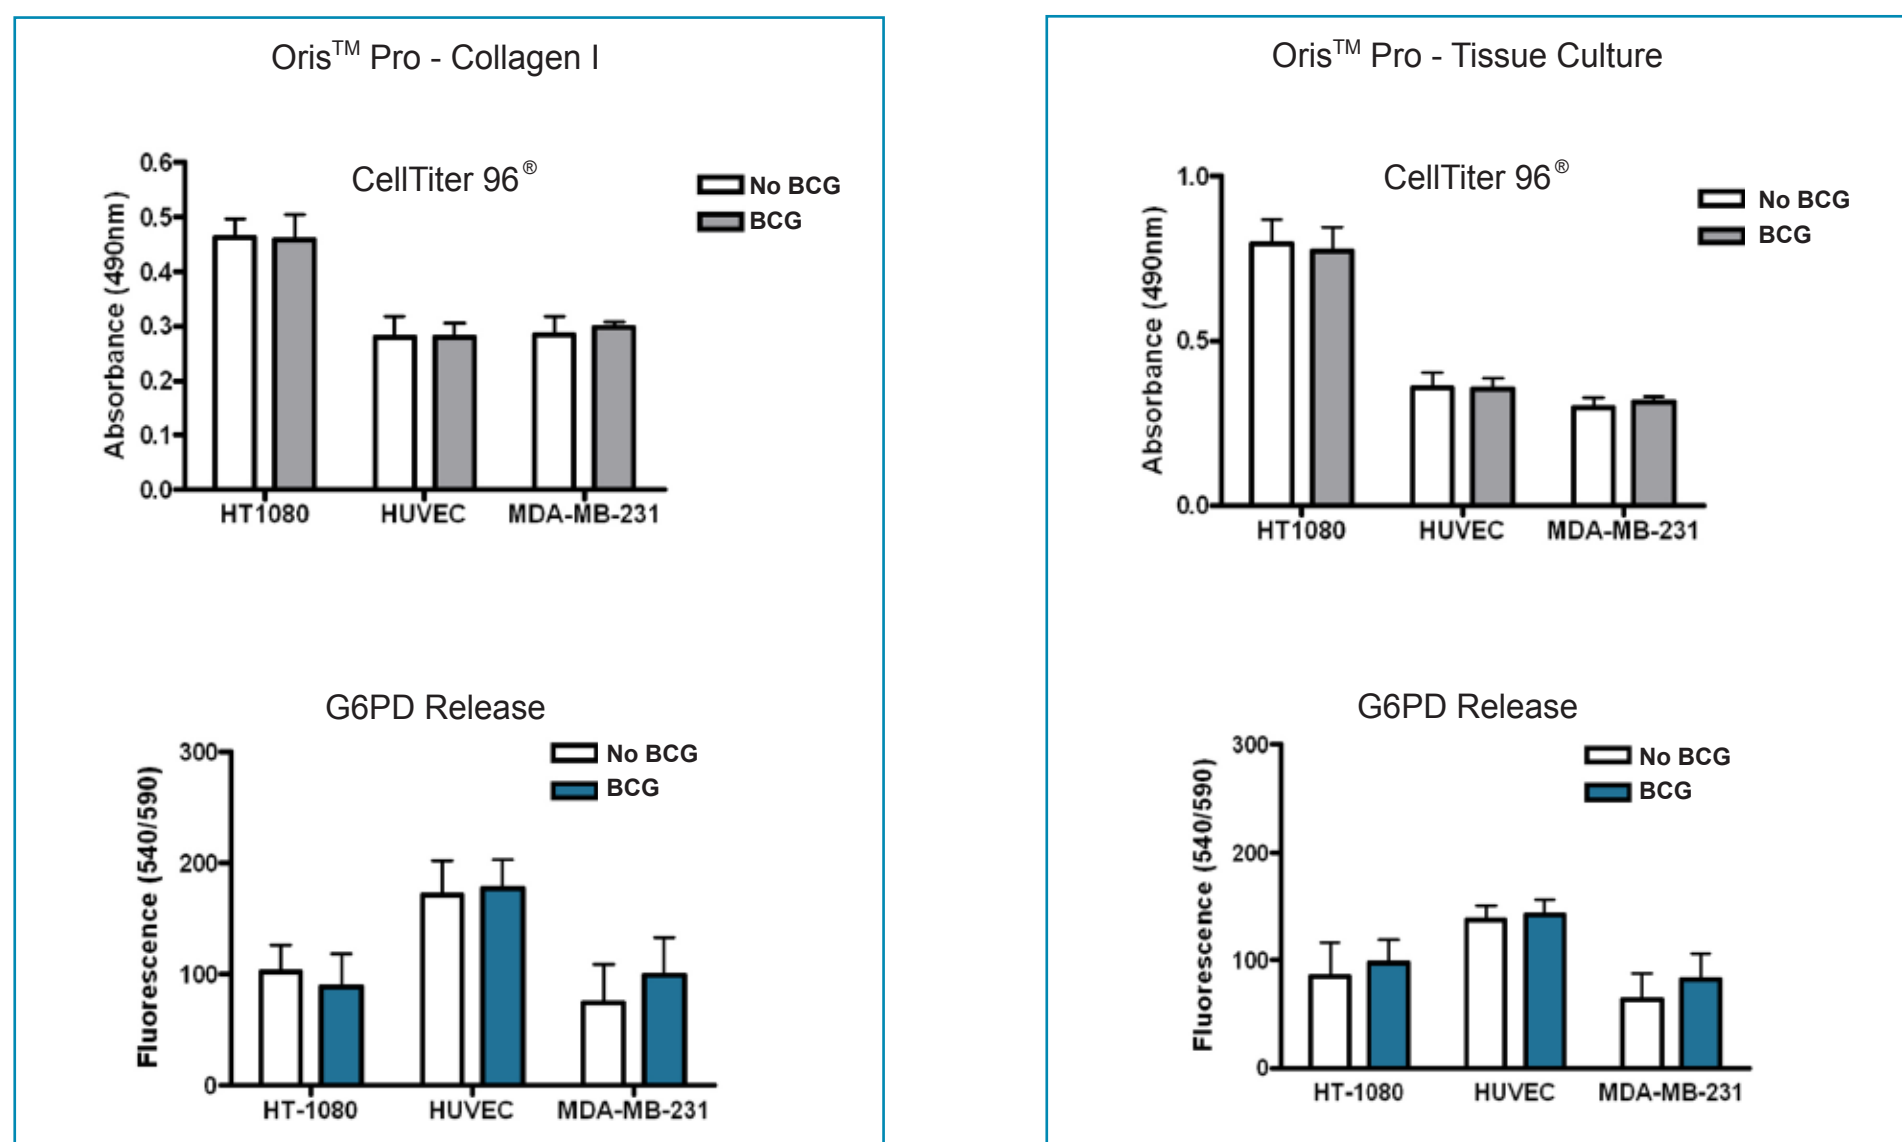 Oris™ Pro - Collagen I
CellTiter 96®
No BCG
BCG
Absorbance (490nm)
0.6
0.5
0.4
0.3
0.2
0.1
0.0
HT1080 HUVEC MDA-MB-231
G6PD Release
No BCG
BCG
Fluorescence (540/590)
300
200
100
0
HT-1080 HUVEC MDA-MB-231
Oris™ Pro - Tissue Culture
CellTiter 96®
No BCG
BCG
Absorbance (490nm)
1.0
0.5
0.0
HT1080 HUVEC MDA-MB-231
G6PD Release
No BCG
BCG
Fluorescence (540/590)
300
200
100
0
HT-1080 HUVEC MDA-MB-231